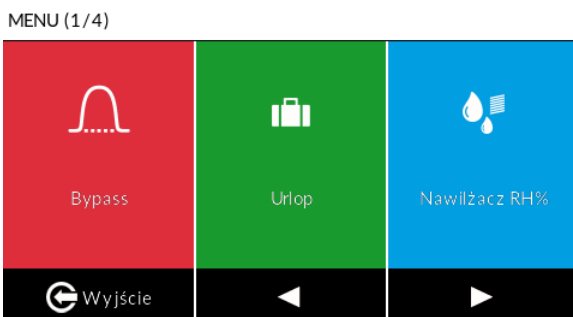 MENU (1/4)
Bypass
Urlop
Nawilżacz RH%
Wyjście